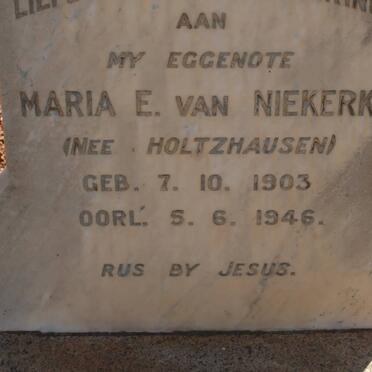 AAN
MY EGGENOTE
MARIA E. VAN NIEKERK
(NEE HOLTZHAUSEN)
GEB. 7. 10. 1903
OORL. 5. 6. 1946.
RUS BY JESUS.